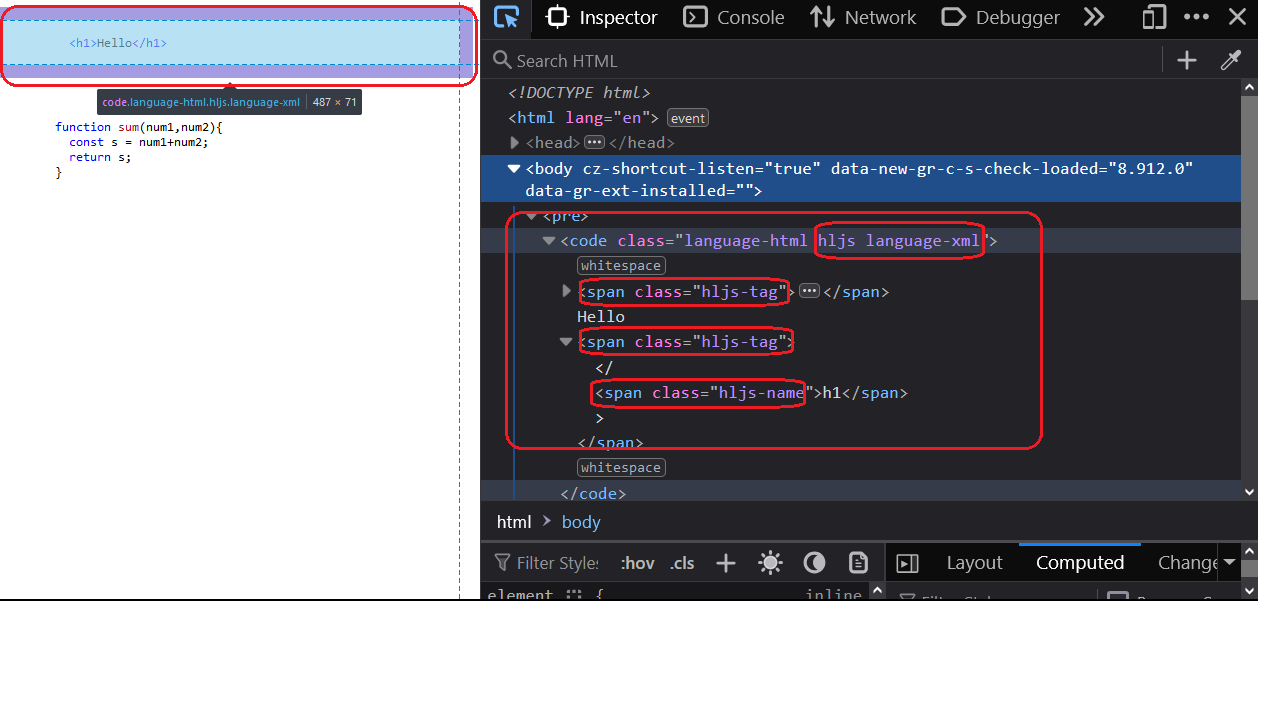 <h1>Hello</h1>
code.language-html.hljs.language-xml 487 × 71
function sum(num1,num2){
const s = num1+num2;
return s;
}
Inspector Console Network Debugger
Search HTML
<!DOCTYPE html>
<html lang="en"> event
<head> ••• </head>
<body cz-shortcut-listen="true" data-new-gr-c-s-check-loaded="8.912.0"
data-gr-ext-installed="">
<pre>
<code class="language-html hljs language-xml">
whitespace
<span class="hljs-tag"> ••• </span>
Hello
<span class="hljs-tag">
</
<span class="hljs-name">h1</span>
>
</span>
whitespace
</code>
html > body
Filter Styles :hov .cls + Layout Computed Change
element { inline